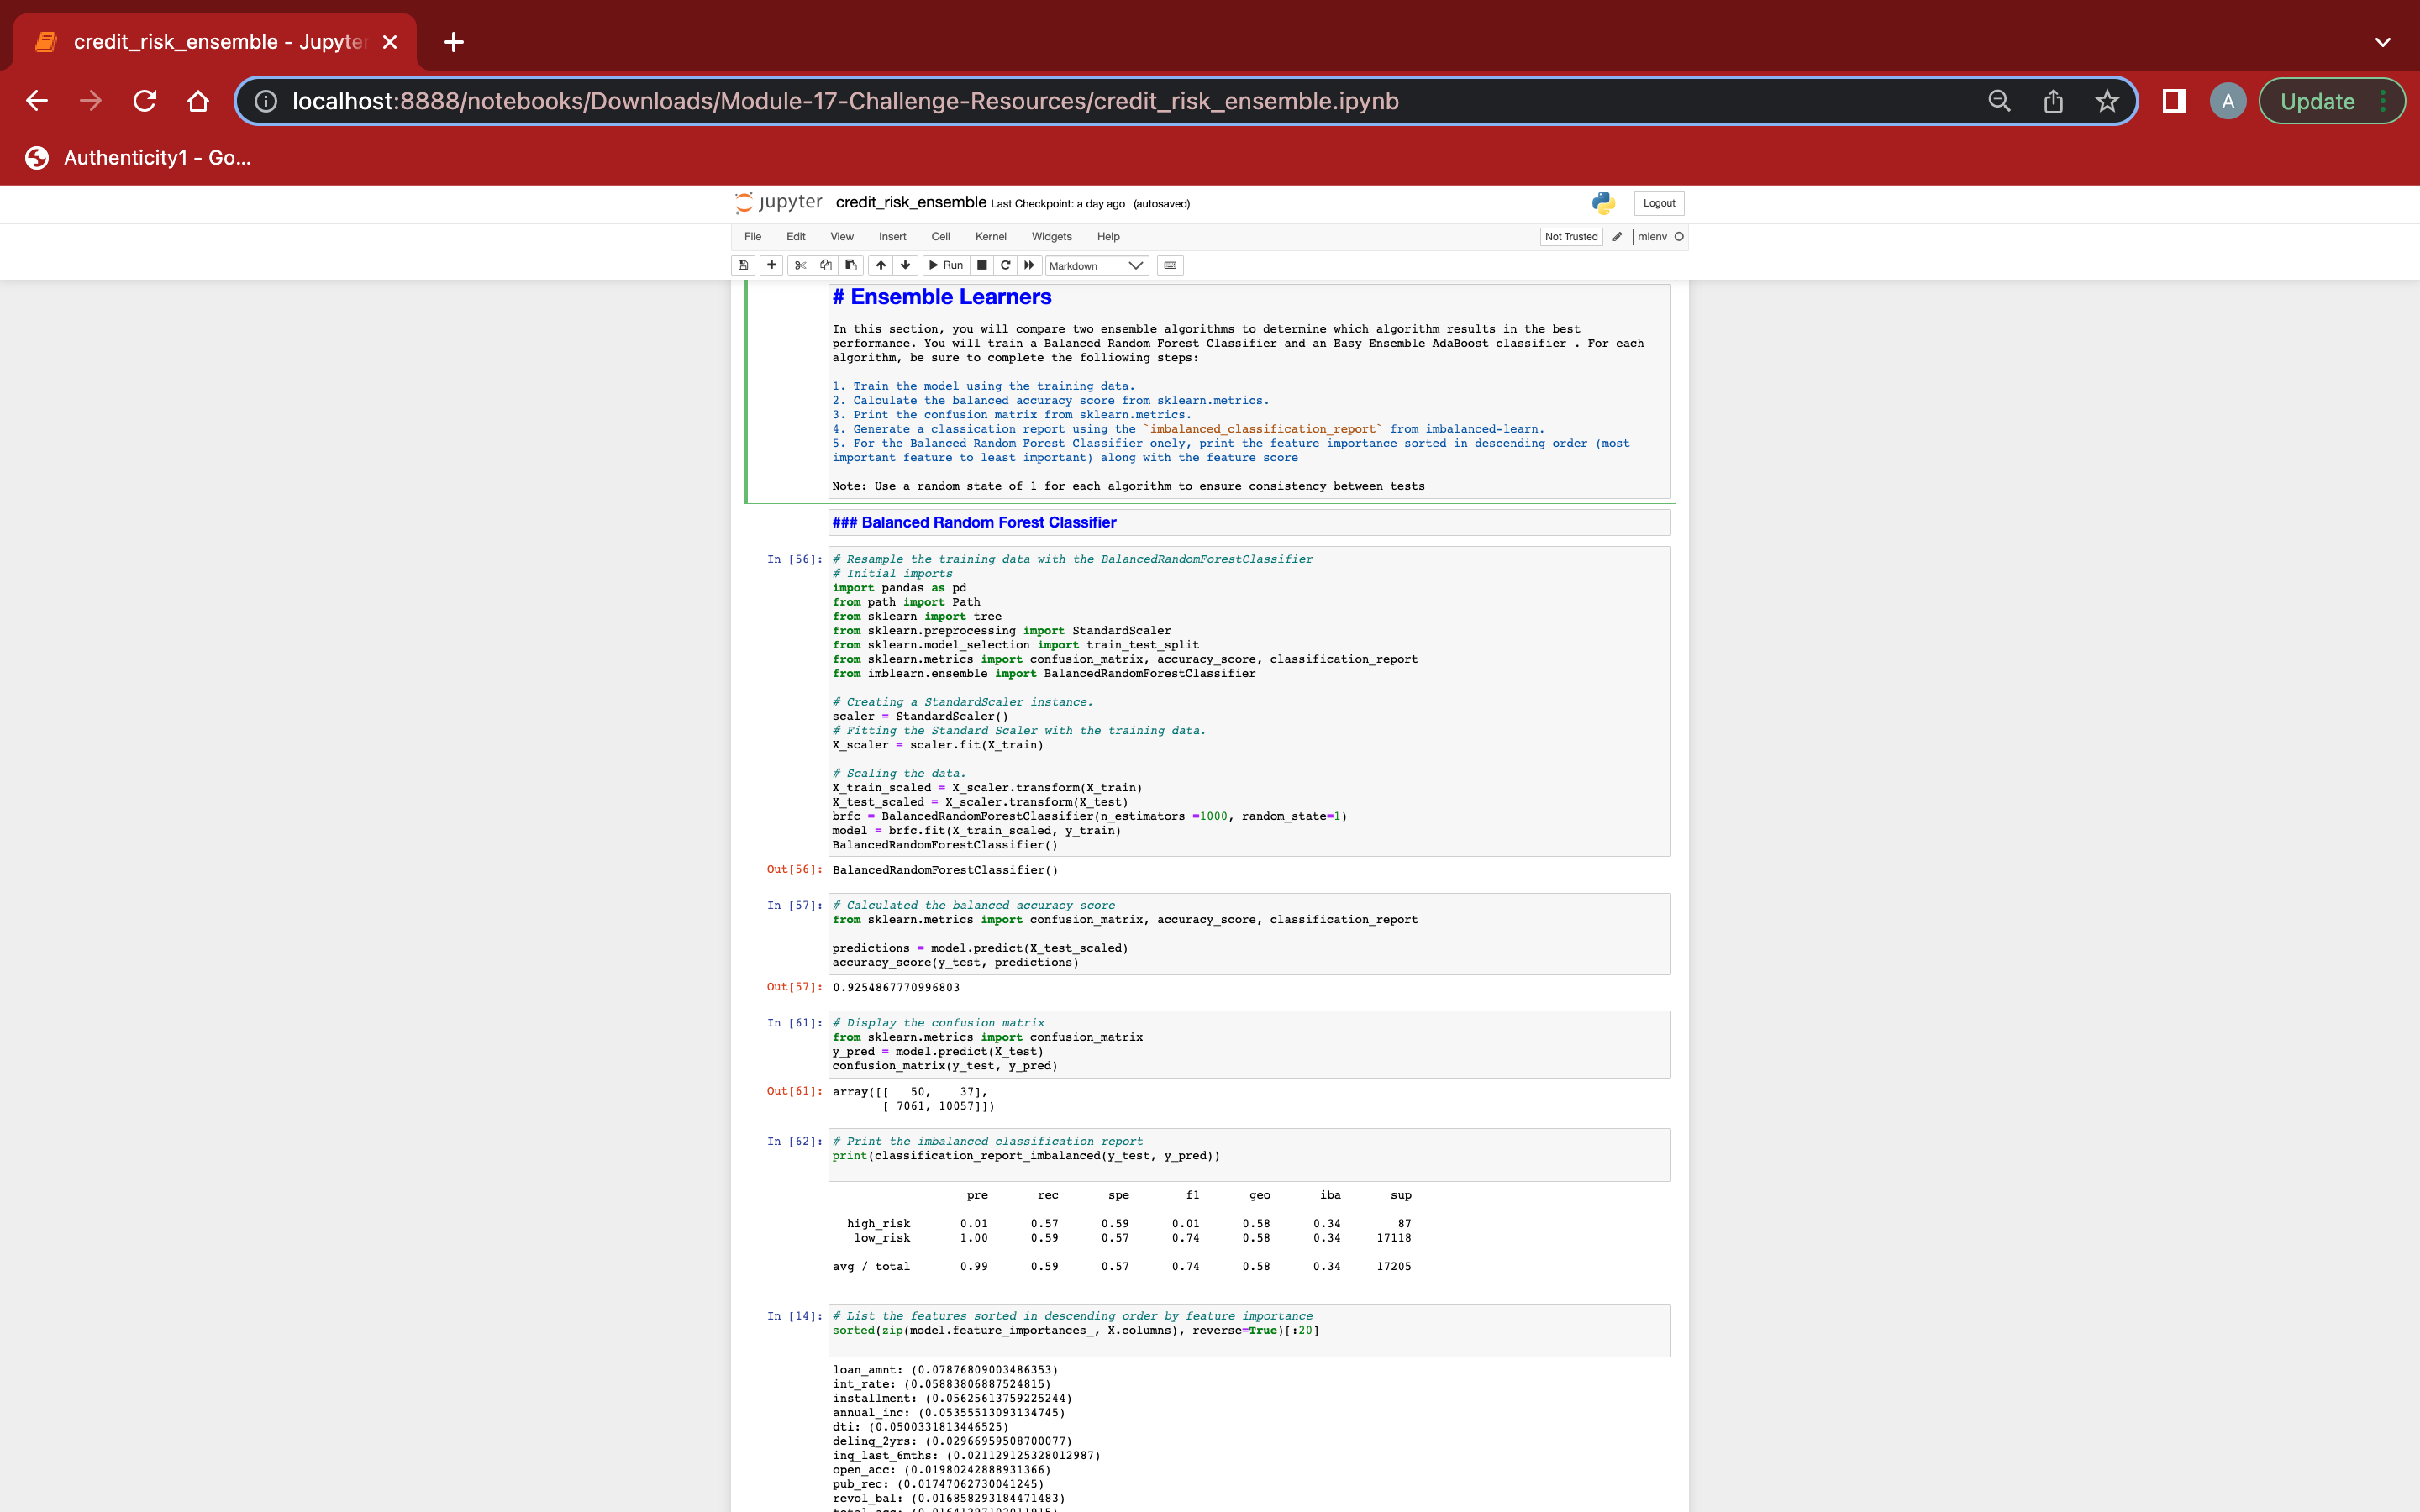 credit_risk_ensemble - Jupyter
localhost:8888/notebooks/Downloads/Module-17-Challenge-Resources/credit_risk_ensemble.ipynb
A
Update
Authenticity1 - Go...
jupyter credit_risk_ensemble Last Checkpoint: a day ago (autosaved)
Logout
File Edit View Insert Cell Kernel Widgets Help
Not Trusted
mlenv
Run
Markdown
# Ensemble Learners
In this section, you will compare two ensemble algorithms to determine which algorithm results in the best
performance. You will train a Balanced Random Forest Classifier and an Easy Ensemble AdaBoost classifier . For each
algorithm, be sure to complete the folliowing steps:
1. Train the model using the training data.
2. Calculate the balanced accuracy score from sklearn.metrics.
3. Print the confusion matrix from sklearn.metrics.
4. Generate a classication report using the `imbalanced_classification_report` from imbalanced-learn.
5. For the Balanced Random Forest Classifier onely, print the feature importance sorted in descending order (most
important feature to least important) along with the feature score
Note: Use a random state of 1 for each algorithm to ensure consistency between tests
### Balanced Random Forest Classifier
In [56]:
# Resample the training data with the BalancedRandomForestClassifier
# Initial imports
import pandas as pd
from path import Path
from sklearn import tree
from sklearn.preprocessing import StandardScaler
from sklearn.model_selection import train_test_split
from sklearn.metrics import confusion_matrix, accuracy_score, classification_report
from imblearn.ensemble import BalancedRandomForestClassifier
# Creating a StandardScaler instance.
scaler = StandardScaler()
# Fitting the Standard Scaler with the training data.
X_scaler = scaler.fit(X_train)
# Scaling the data.
X_train_scaled = X_scaler.transform(X_train)
X_test_scaled = X_scaler.transform(X_test)
brfc = BalancedRandomForestClassifier(n_estimators =1000, random_state=1)
model = brfc.fit(X_train_scaled, y_train)
BalancedRandomForestClassifier()
Out[56]: BalancedRandomForestClassifier()
In [57]:
# Calculated the balanced accuracy score
from sklearn.metrics import confusion_matrix, accuracy_score, classification_report
predictions = model.predict(X_test_scaled)
accuracy_score(y_test, predictions)
Out[57]: 0.9254867770996803
In [61]:
# Display the confusion matrix
from sklearn.metrics import confusion_matrix
y_pred = model.predict(X_test)
confusion_matrix(y_test, y_pred)
Out[61]: array([[ 50, 37],
[ 7061, 10057]])
In [62]:
# Print the imbalanced classification report
print(classification_report_imbalanced(y_test, y_pred))
pre rec spe f1 geo iba sup
high_risk 0.01 0.57 0.59 0.01 0.58 0.34 87
low_risk 1.00 0.59 0.57 0.74 0.58 0.34 17118
avg / total 0.99 0.59 0.57 0.74 0.58 0.34 17205
In [14]:
# List the features sorted in descending order by feature importance
sorted(zip(model.feature_importances_, X.columns), reverse=True)[:20]
loan_amnt: (0.07876809003486353)
int_rate: (0.05883806887524815)
installment: (0.05625613759225244)
annual_inc: (0.05355513093134745)
dti: (0.0500331813446525)
delinq_2yrs: (0.02966959508700077)
inq_last_6mths: (0.021129125328012987)
open_acc: (0.01980242888931366)
pub_rec: (0.01747062730041245)
revol_bal: (0.016858293184471483)